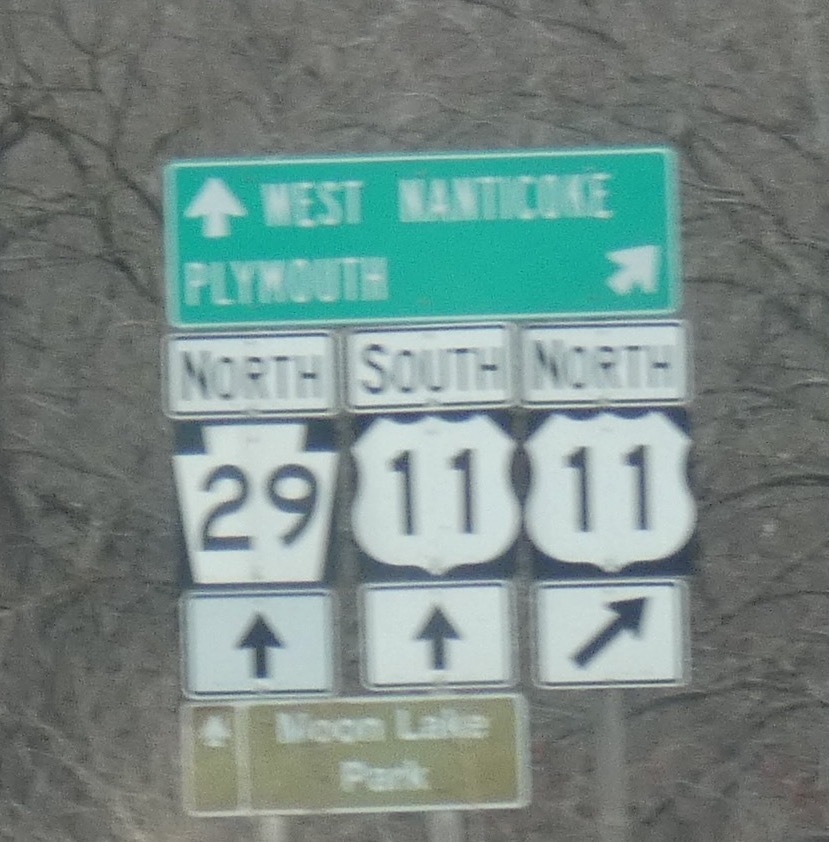 WEST NANTICOKE
PLYMOUTH
NORTH SOUTH NORTH
29 11 11
Moon Lake
Park